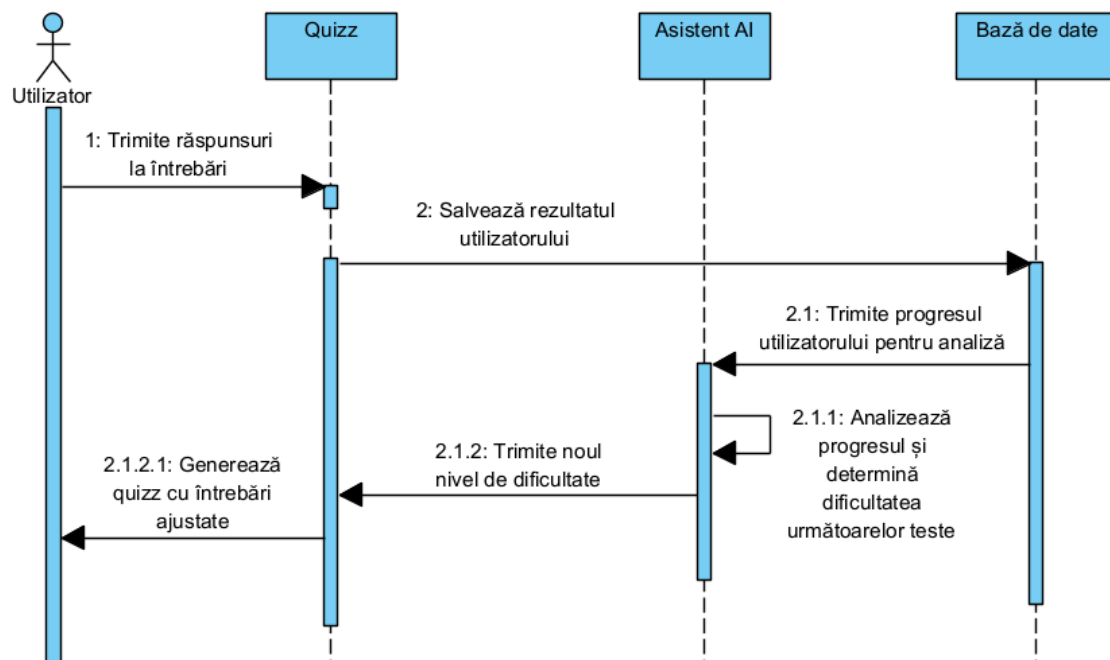 Quizz
Asistent AI
Bază de date
Utilizator
1: Trimite răspunsuri
la întrebări
2: Salvează rezultatul
utilizatorului
2.1: Trimite progresul
utilizatorului pentru analiză
2.1.1: Analizează
progresul și
determină
dificultatea
următoarelor teste
2.1.2: Trimite noul
nivel de dificultate
2.1.2.1: Generează
quizz cu întrebări
ajustate